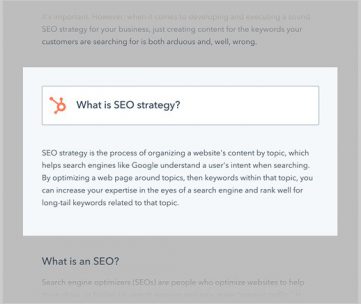 it's important. However, when it comes to developing and executing a sound
SEO strategy for your business, just creating content for the keywords your
customers are searching for is both arduous and, well, wrong.
What is SEO strategy?
SEO strategy is the process of organizing a website's content by topic, which
helps search engines like Google understand a user's intent when searching.
By optimizing a web page around topics, then keywords within that topic, you
can increase your expertise in the eyes of a search engine and rank well for
long-tail keywords related to that topic.
What is an SEO?
Search engine optimizers (SEOs) are people who optimize websites to help